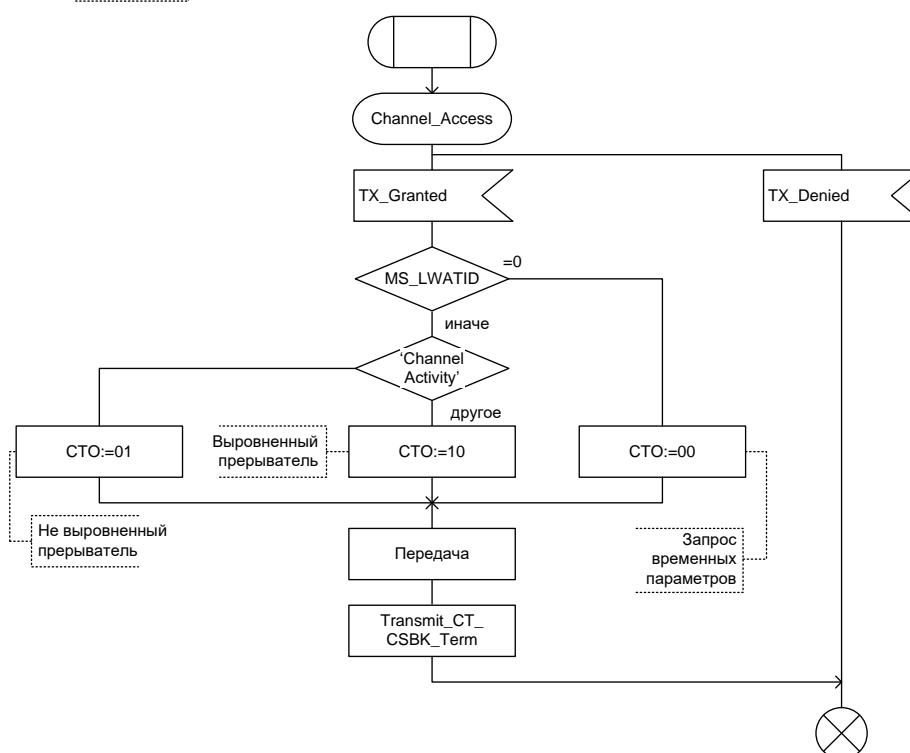 Channel_Access
TX_Granted
TX_Denied
MS_LWATID
=0
иначе
‘Channel
Activity’
другое
CTO:=01
Выровненный
прерыватель
CTO:=10
CTO:=00
Не выровненный
прерыватель
Передача
Запрос
временных
параметров
Transmit_CT_
CSBK_Term